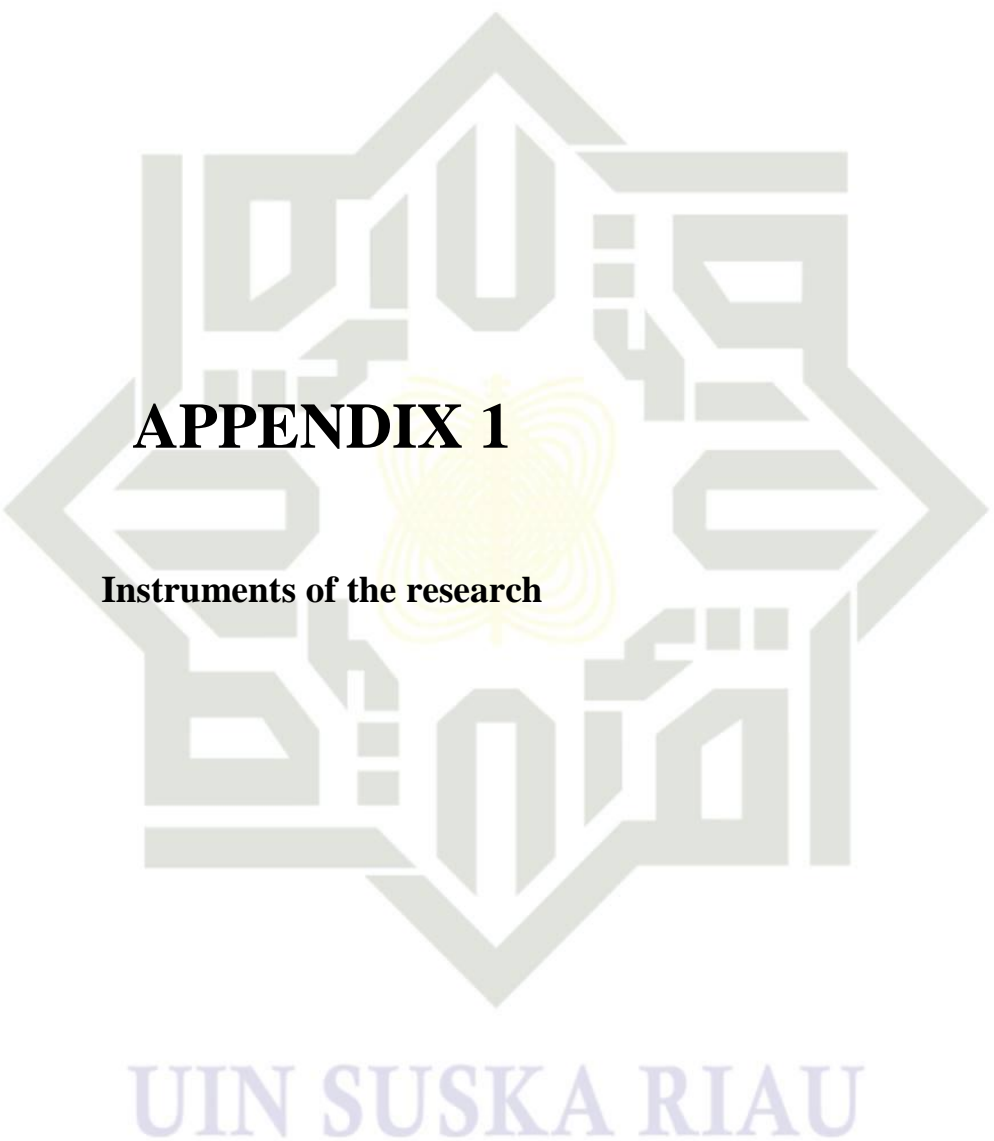 APPENDIX 1
Instruments of the research
UIN SUSKA RIAU